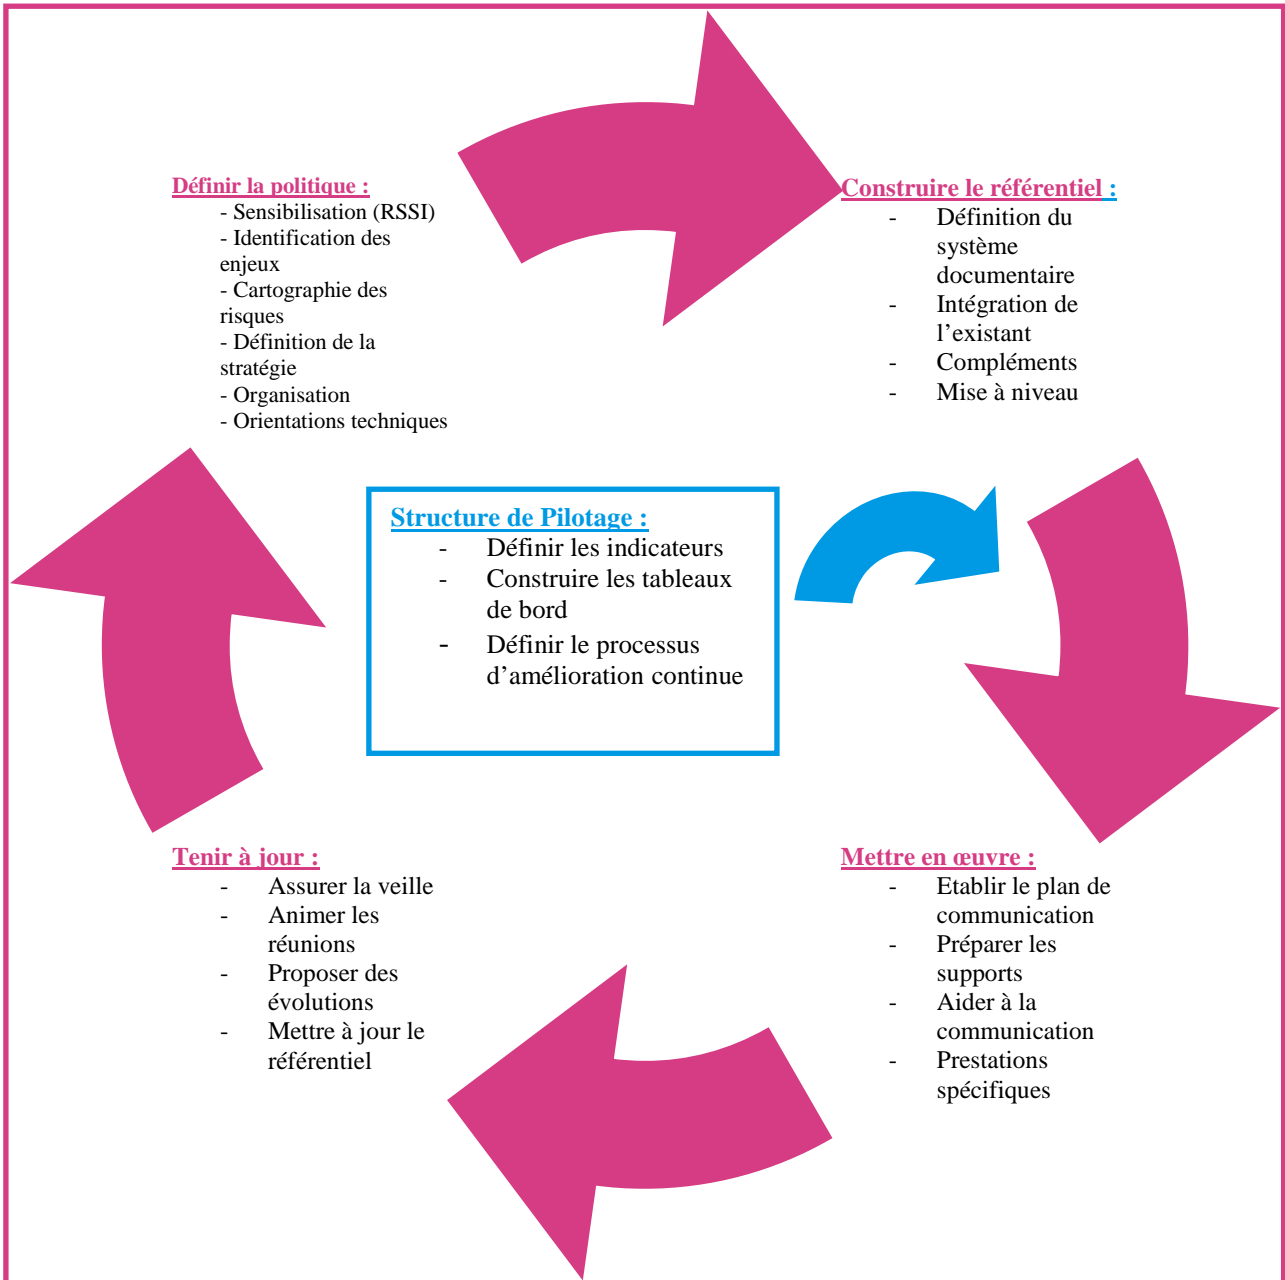 Définir la politique :
- Sensibilisation (RSSI)
- Identification des
enjeux
- Cartographie des
risques
- Définition de la
stratégie
- Organisation
- Orientations techniques
Construire le référentiel :
- Définition du
système
documentaire
- Intégration de
l’existant
- Compléments
- Mise à niveau
Structure de Pilotage :
- Définir les indicateurs
- Construire les tableaux
de bord
- Définir le processus
d’amélioration continue
Tenir à jour :
- Assurer la veille
- Animer les
réunions
- Proposer des
évolutions
- Mettre à jour le
référentiel
Mettre en œuvre :
- Etablir le plan de
communication
- Préparer les
supports
- Aider à la
communication
- Prestations
spécifiques